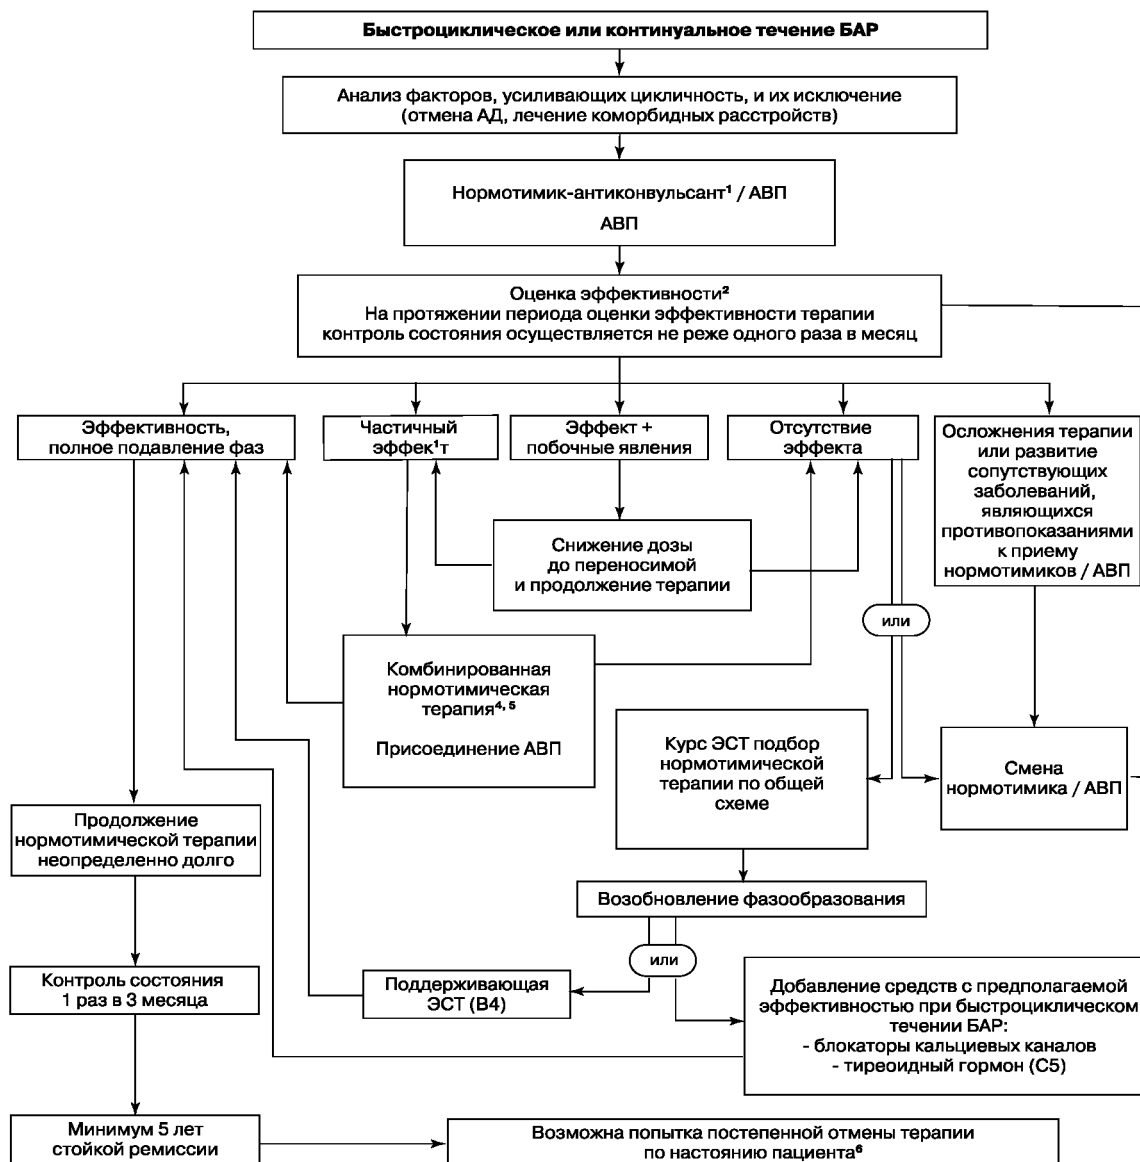 Быстроциклическое или континуальное течение БАР
Анализ факторов, усиливающих цикличность, и их исключение
(отмена АД, лечение коморбидных расстройств)
Нормотимик-антиконвульсант¹ / АВП
АВП
Оценка эффективности²
На протяжении периода оценки эффективности терапии
контроль состояния осуществляется не реже одного раза в месяц
Эффективность,
полное подавление фаз
Частичный
эффек¹т
Эффект +
побочные явления
Отсутствие
эффекта
Осложнения терапии
или развитие
сопутствующих
заболеваний,
являющихся
противопоказаниями
к приему
нормотимиков / АВП
Снижение дозы
до переносимой
и продолжение терапии
или
Комбинированная
нормотимическая
терапия⁴, ⁵
Присоединение АВП
Курс ЭСТ подбор
нормотимической
терапии по общей
схеме
Смена
нормотимика / АВП
Продолжение
нормотимической терапии
неопределенно долго
Возобновление фазообразования
или
Контроль состояния
1 раз в 3 месяца
Поддерживающая
ЭСТ (В4)
Добавление средств с предполагаемой
эффективностью при быстроциклическом
течении БАР:
- блокаторы кальциевых каналов
- тиреоидный гормон (С5)
Минимум 5 лет
стойкой ремиссии
Возможна попытка постепенной отмены терапии
по настоянию пациента⁶